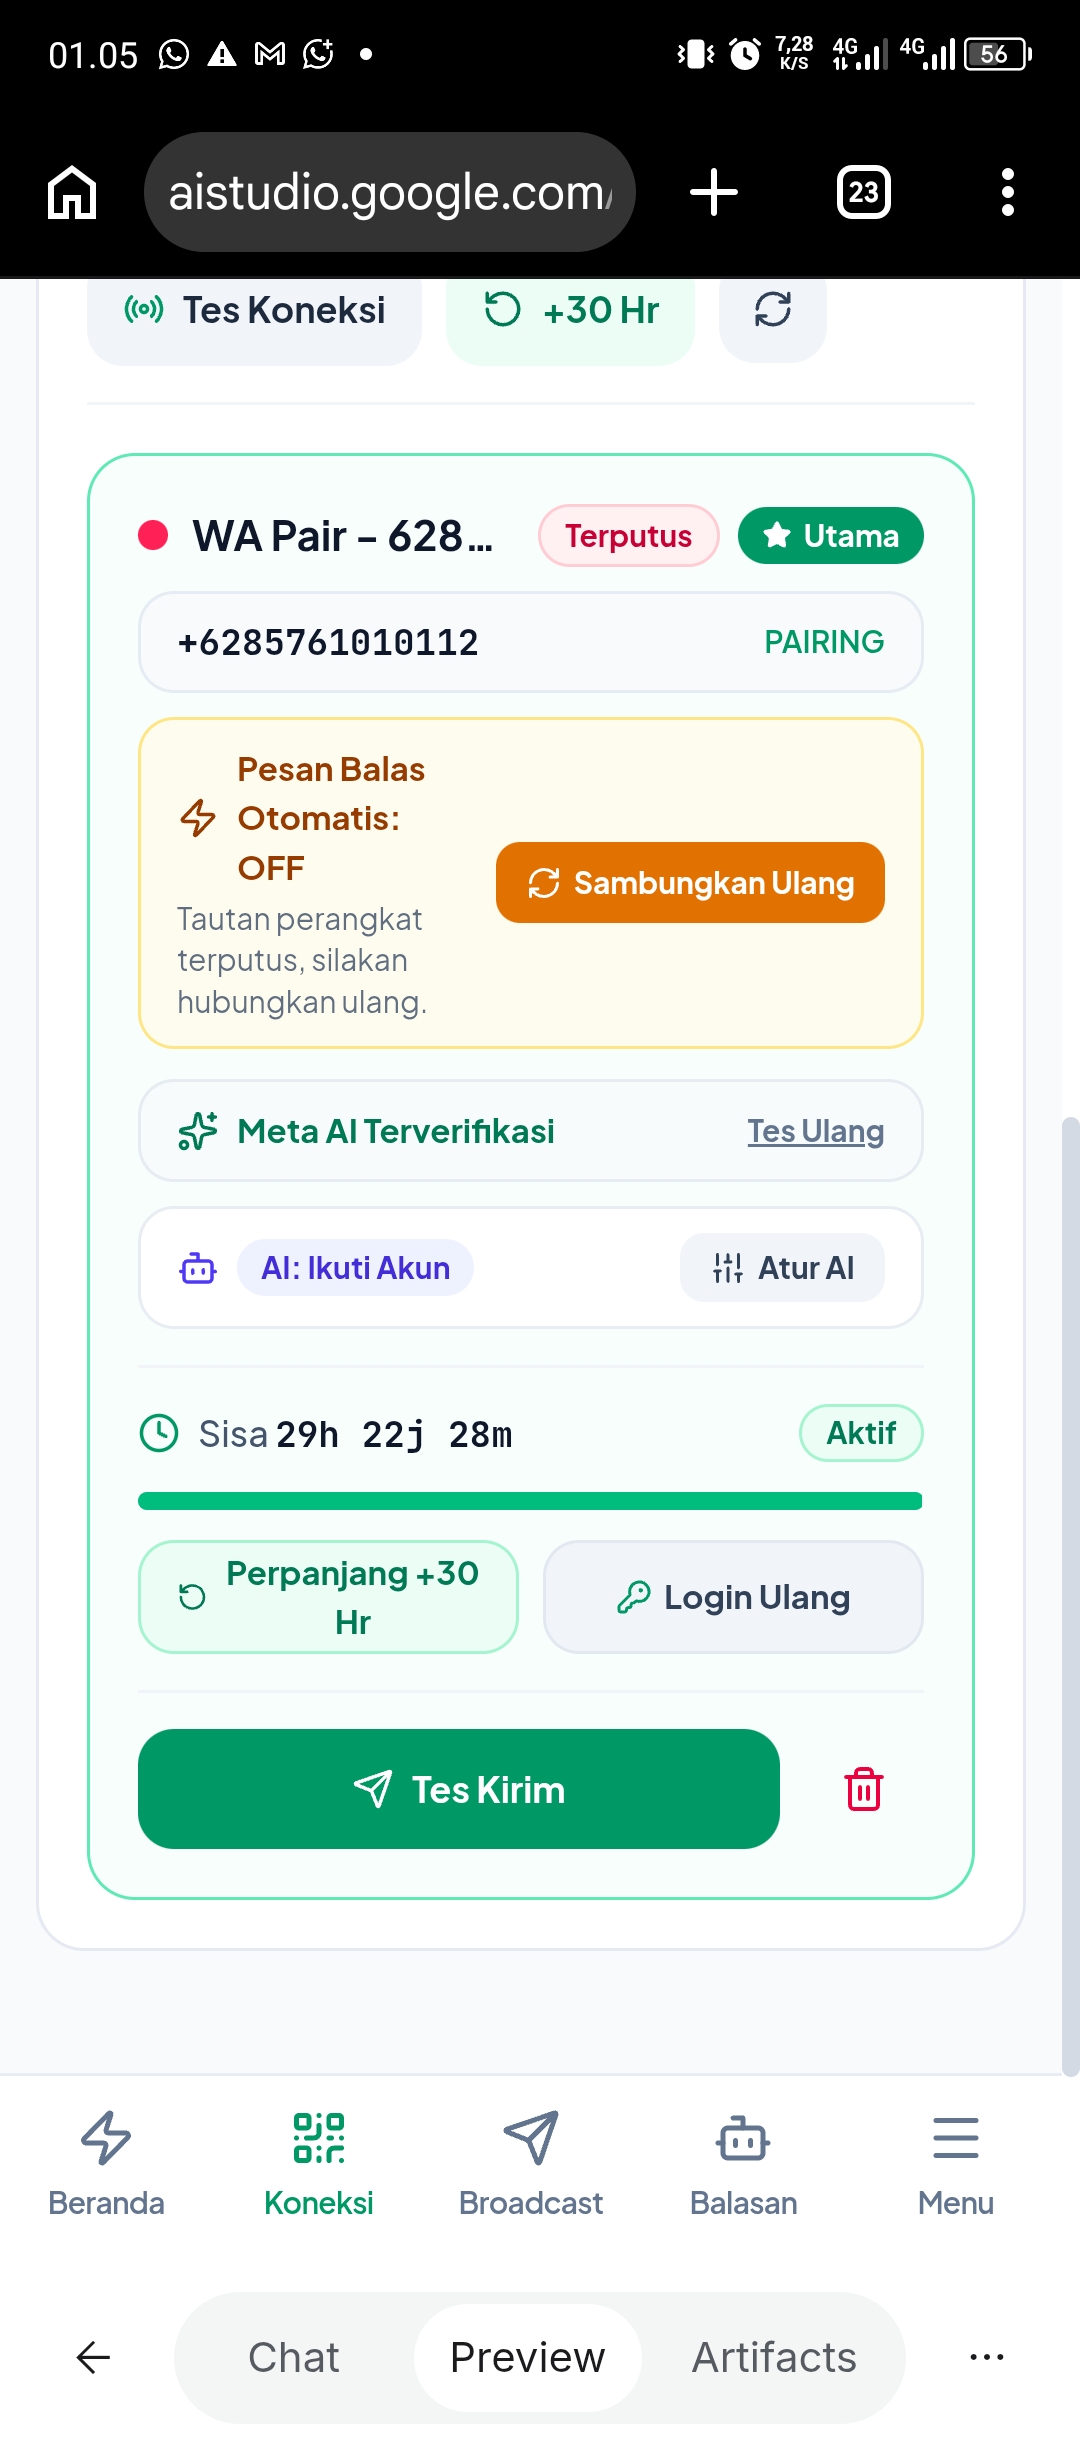 01.05
7,28
K/S
4G
4G
56
aistudio.google.com/
23
Tes Koneksi
+30 Hr
WA Pair - 628...
Terputus
Utama
+6285761010112
PAIRING
Pesan Balas
Otomatis:
OFF
Tautan perangkat
terputus, silakan
hubungkan ulang.
Sambungkan Ulang
Meta AI Terverifikasi
Tes Ulang
AI: Ikuti Akun
Atur AI
Sisa 29h 22j 28m
Aktif
Perpanjang +30
Hr
Login Ulang
Tes Kirim
Beranda
Koneksi
Broadcast
Balasan
Menu
Chat
Preview
Artifacts